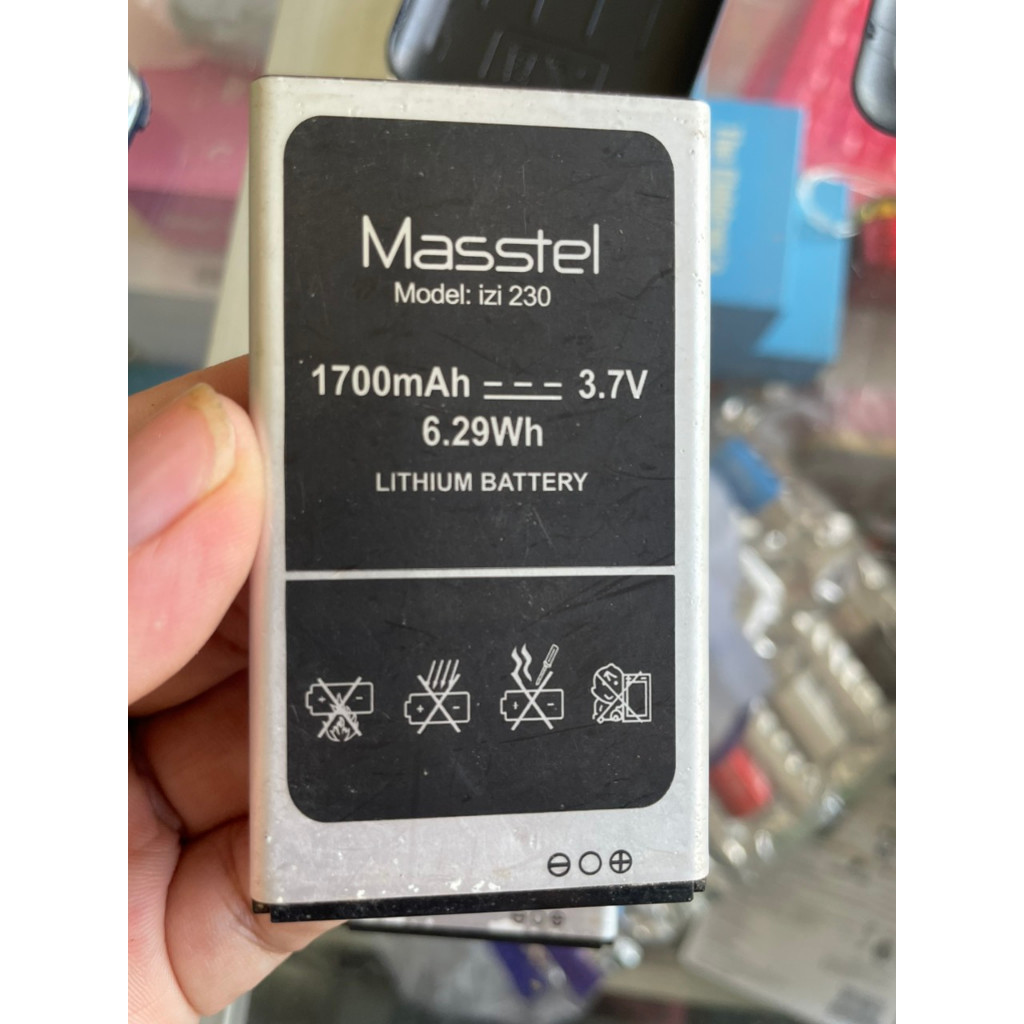 Masstel
Model: izi 230
1700mAh 3.7V
6.29Wh
LITHIUM BATTERY